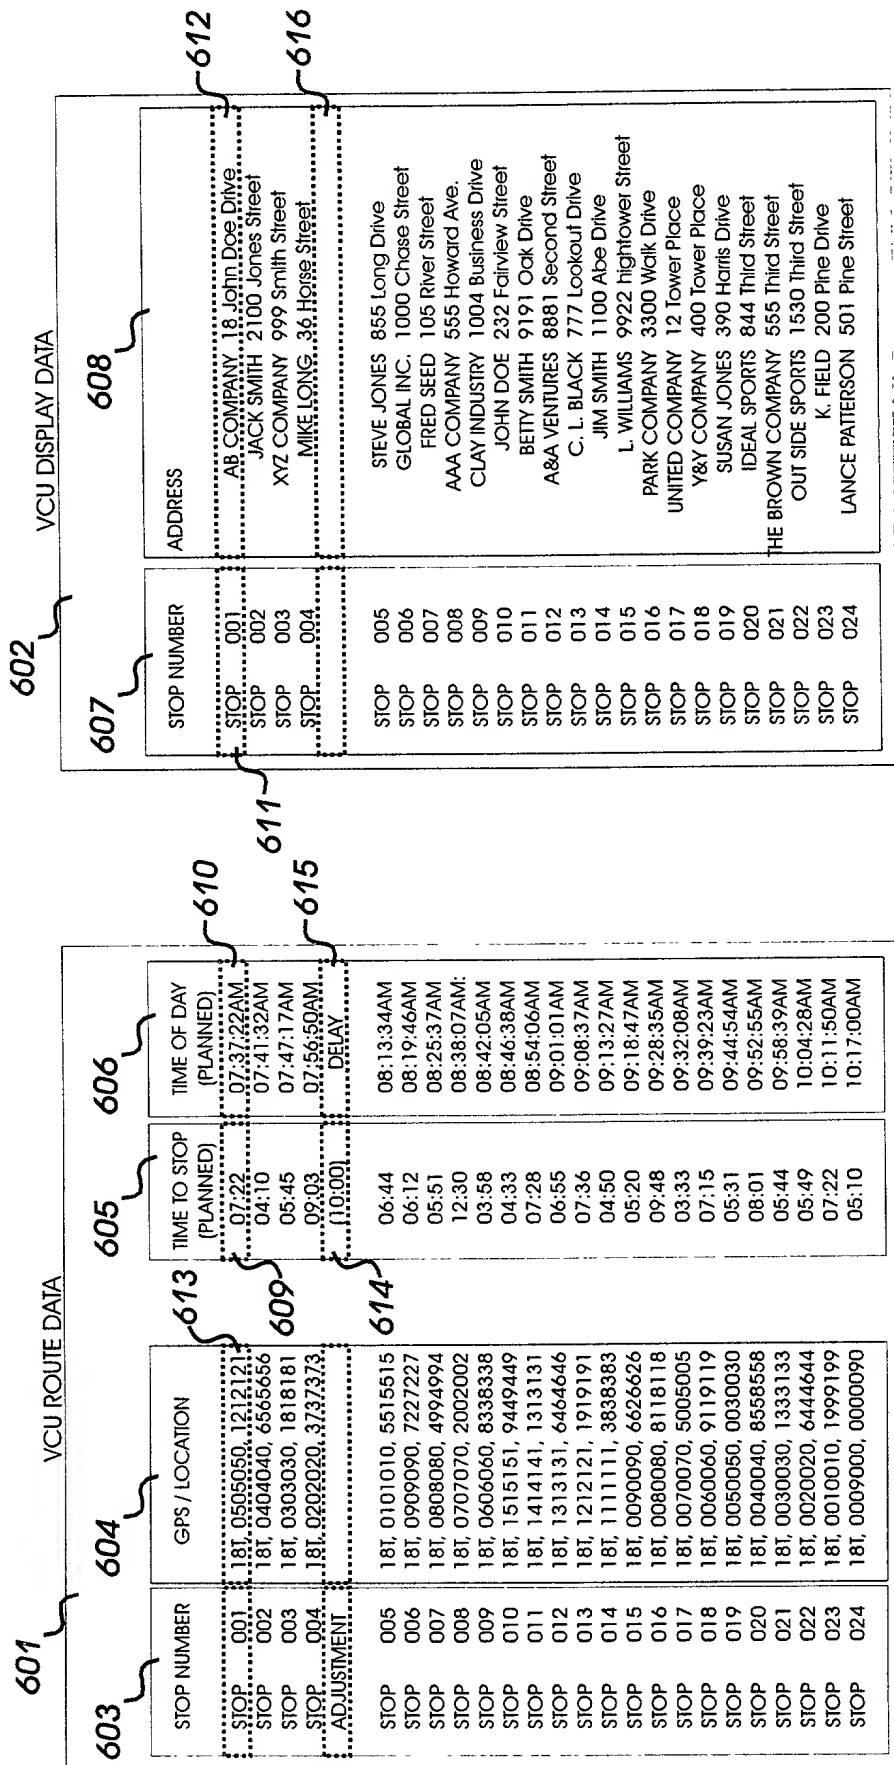 601
VCU ROUTE DATA
603
604
605
606
STOP NUMBER GPS / LOCATION TIME TO STOP (PLANNED) TIME OF DAY (PLANNED)
STOP 001 18T, 0505050, 1212121 07:22 07:37:22AM
STOP 002 18T, 0404040, 6565656 04:10 07:41:32AM
STOP 003 18T, 0303030, 1818181 05:45 07:47:17AM
STOP 004 18T, 0202020, 3737373 09:03 07:56:50AM
ADJUSTMENT (10:00) DELAY
STOP 005 18T, 0101010, 5515515 06:44 08:13:34AM
STOP 006 18T, 0909090, 7227227 06:12 08:19:46AM
STOP 007 18T, 0808080, 4994994 05:51 08:25:37AM
STOP 008 18T, 0707070, 2002002 12:30 08:38:07AM:
STOP 009 18T, 0606060, 8338338 03:58 08:42:05AM
STOP 010 18T, 1515151, 9449449 04:33 08:46:38AM
STOP 011 18T, 1414141, 1313131 07:28 08:54:06AM
STOP 012 18T, 1313131, 6464646 06:55 09:01:01AM
STOP 013 18T, 1212121, 1919191 07:36 09:08:37AM
STOP 014 18T, 1111111, 3838383 04:50 09:13:27AM
STOP 015 18T, 0090090, 6626626 05:20 09:18:47AM
STOP 016 18T, 0080080, 8118118 09:48 09:28:35AM
STOP 017 18T, 0070070, 5005005 03:33 09:32:08AM
STOP 018 18T, 0060060, 9119119 07:15 09:39:23AM
STOP 019 18T, 0050050, 0030030 05:31 09:44:54AM
STOP 020 18T, 0040040, 8558558 08:01 09:52:55AM
STOP 021 18T, 0030030, 1333133 05:44 09:58:39AM
STOP 022 18T, 0020020, 6444644 05:49 10:04:28AM
STOP 023 18T, 0010010, 1999199 07:22 10:11:50AM
STOP 024 18T, 0009000, 0000090 05:10 10:17:00AM
613
609
614
610
615
602
VCU DISPLAY DATA
607
608
STOP NUMBER ADDRESS
STOP 001 AB COMPANY 18 John Doe Drive
STOP 002 JACK SMITH 2100 Jones Street
STOP 003 XYZ COMPANY 999 Smith Street
STOP 004 MIKE LONG 36 Horse Street
STOP 005 STEVE JONES 855 Long Drive
STOP 006 GLOBAL INC. 1000 Chase Street
STOP 007 FRED SEED 105 River Street
STOP 008 AAA COMPANY 555 Howard Ave.
STOP 009 CLAY INDUSTRY 1004 Business Drive
STOP 010 JOHN DOE 232 Fairview Street
STOP 011 BETTY SMITH 9191 Oak Drive
STOP 012 A&A VENTURES 8881 Second Street
STOP 013 C. L. BLACK 777 Lookout Drive
STOP 014 JIM SMITH 1100 Abe Drive
STOP 015 L. WILLIAMS 9922 hightower Street
STOP 016 PARK COMPANY 3300 Walk Drive
STOP 017 UNITED COMPANY 12 Tower Place
STOP 018 Y&Y COMPANY 400 Tower Place
STOP 019 SUSAN JONES 390 Harris Drive
STOP 020 IDEAL SPORTS 844 Third Street
STOP 021 THE BROWN COMPANY 555 Third Street
STOP 022 OUT SIDE SPORTS 1530 Third Street
STOP 023 K. FIELD 200 Pine Drive
STOP 024 LANCE PATTERSON 501 Pine Street
611
612
616